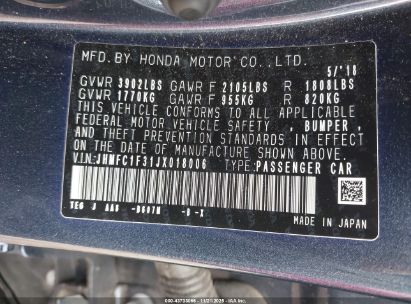 MFD.BY HONDA MOTOR CO.,LTD.
5/'18
GVWR 3902LBS GAWR F 2105LBS R 1808LBS
GVWR 1770KG GAWR F 955KG R 820KG
THIS VEHICLE CONFORMS TO ALL APPLICABLE
FEDERAL MOTOR VEHICLE SAFETY , BUMPER , AND
THEFT PREVENTION STANDARDS IN EFFECT
ON THE DATE OF MANUFACTURE SHOWN ABOVE.
VIN:JHMFC1F31JX018006 TYPE:PASSENGER CAR
MADE IN JAPAN